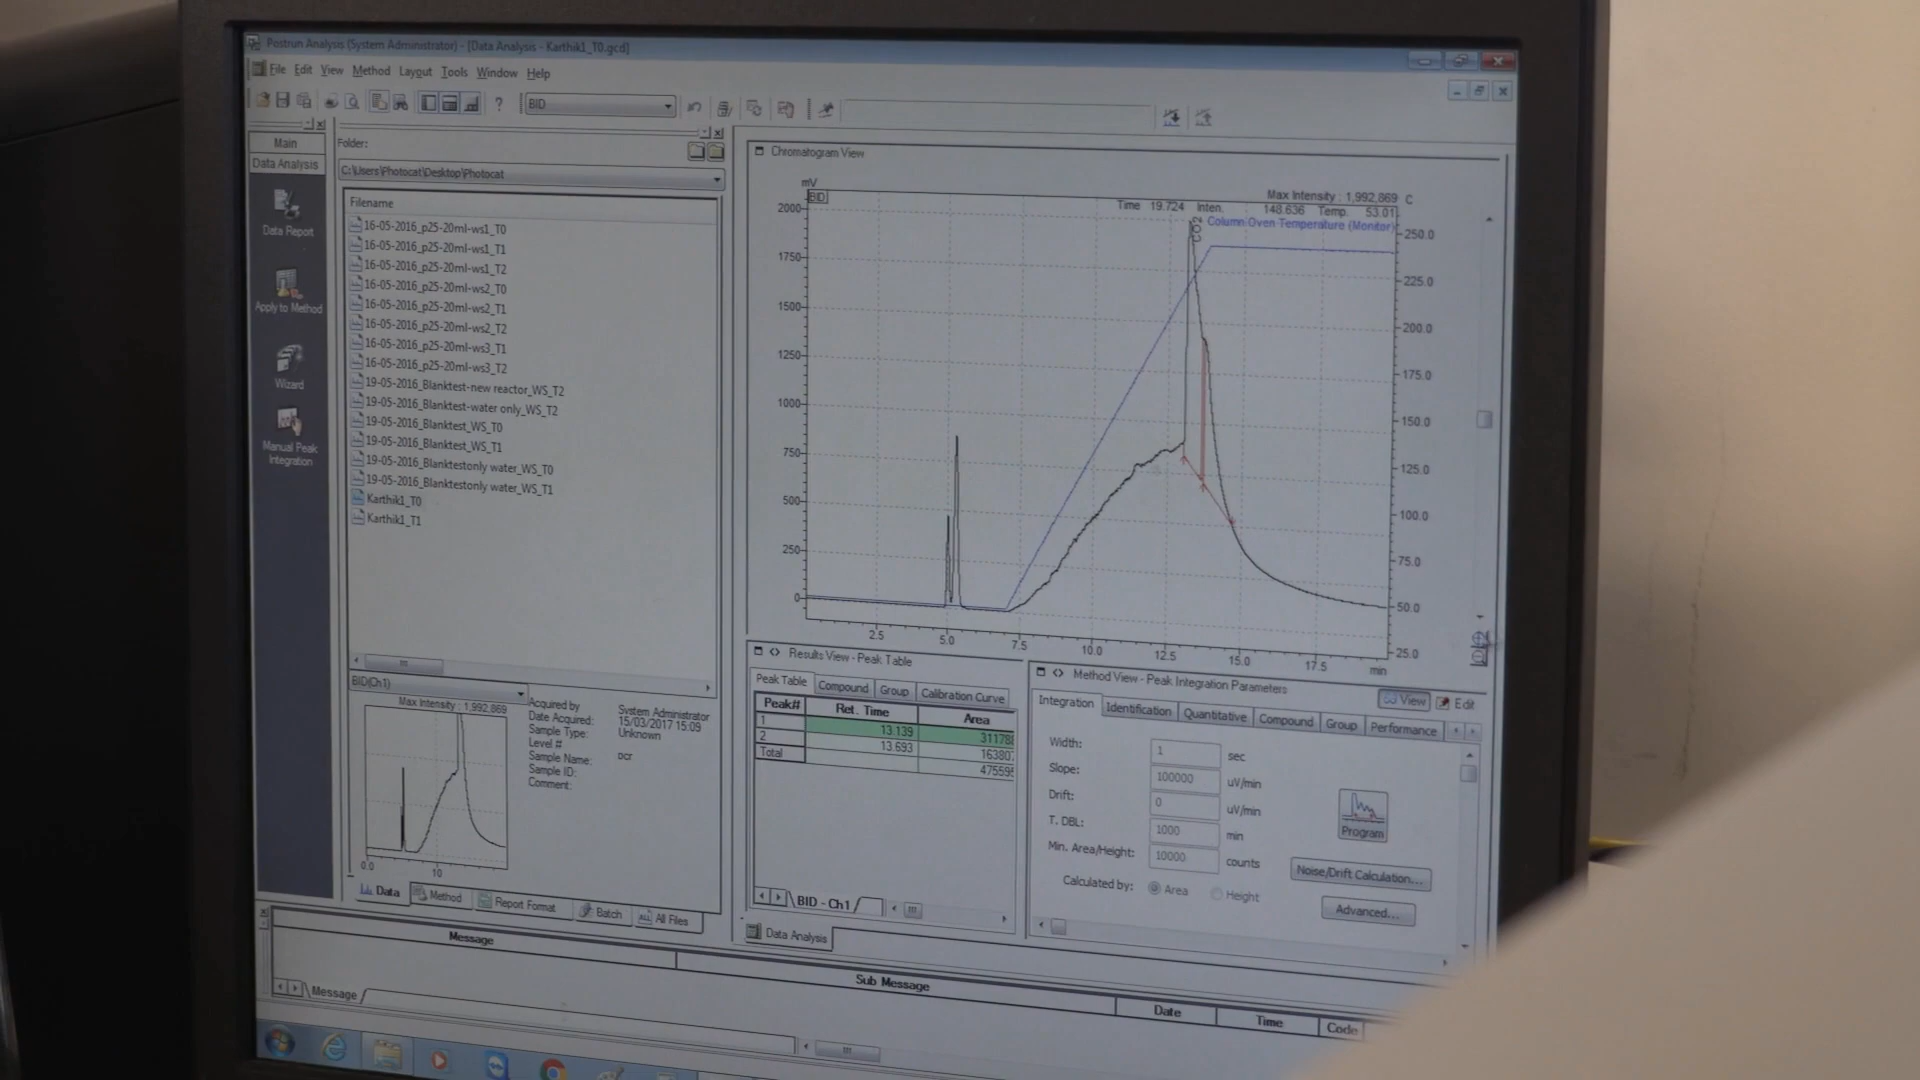 Postrun Analysis (System Administrator) - [Data Analysis - Karthik1_T0.gcd]
File Edit View Method Layout Tools Window Help
? BID
Main
Data Analysis
Data Report
Apply to Method
Wizard
Manual Peak
Integration
Folder:
C:\Users\Photocat\Desktop\Photocat
Filename
16-05-2016_p25-20ml-ws1_T0
16-05-2016_p25-20ml-ws1_T1
16-05-2016_p25-20ml-ws1_T2
16-05-2016_p25-20ml-ws2_T0
16-05-2016_p25-20ml-ws2_T1
16-05-2016_p25-20ml-ws2_T2
16-05-2016_p25-20ml-ws3_T1
16-05-2016_p25-20ml-ws3_T2
19-05-2016_Blanktest-new reactor_WS_T2
19-05-2016_Blanktest-water only_WS_T2
19-05-2016_Blanktest_WS_T0
19-05-2016_Blanktest_WS_T1
19-05-2016_Blanktestonly water_WS_T0
19-05-2016_Blanktestonly water_WS_T1
Karthik1_T0
Karthik1_T1
BID(Ch1)
Max Intensity : 1,992,869
0.0 10
Acquired by System Administrator
Date Acquired: 15/03/2017 15:09
Sample Type: Unknown
Level #
Sample Name: ocr
Sample ID:
Comment:
Data Method Report Format Batch All Files
Chromatogram View
mV
BID
Max Intensity : 1,992,869
Time 19.724 Inten. 148.636 Temp. 53.01
C
Column Oven Temperature (Monitor)
CO2
2000
1750
1500
1250
1000
750
500
250
0
250.0
225.0
200.0
175.0
150.0
125.0
100.0
75.0
50.0
25.0
2.5 5.0 7.5 10.0 12.5 15.0 17.5 min
Results View - Peak Table
Peak Table Compound Group Calibration Curve
Peak# Ret. Time Area
1 13.139
2 13.693
Total
BID - Ch1
Data Analysis
Method View - Peak Integration Parameters
View Edit
Integration Identification Quantitative Compound Group Performance
Width: 1 sec
Slope: 100000 uV/min
Drift: 0 uV/min
T. DBL: 1000 min
Min. Area/Height: 10000 counts
Calculated by: Area Height
Program
Noise/Drift Calculation...
Advanced...
Message Sub Message Date Time Code
Message